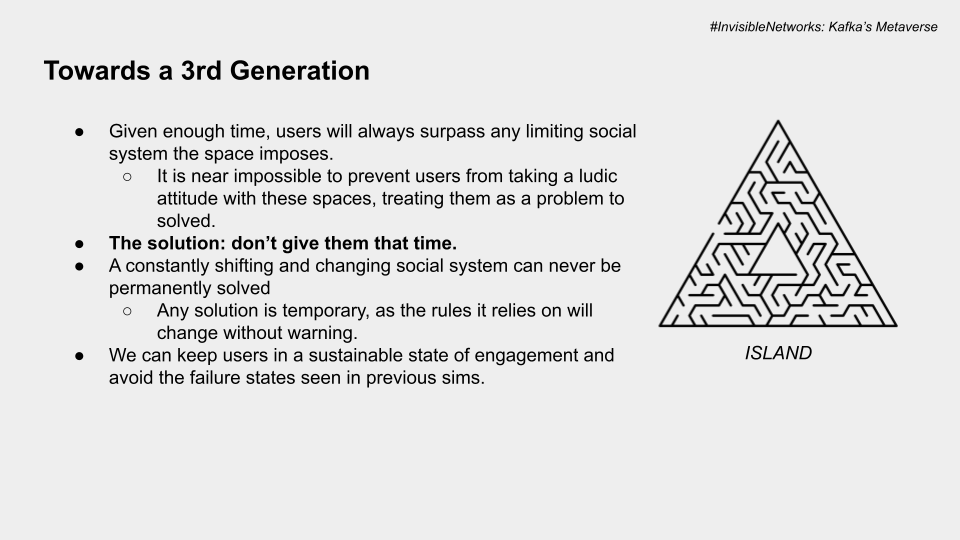 #InvisibleNetworks: Kafka's Metaverse
Towards a 3rd Generation
● Given enough time, users will always surpass any limiting social
system the space imposes.
○ It is near impossible to prevent users from taking a ludic
attitude with these spaces, treating them as a problem to
solved.
● The solution: don’t give them that time.
● A constantly shifting and changing social system can never be
permanently solved
○ Any solution is temporary, as the rules it relies on will
change without warning.
● We can keep users in a sustainable state of engagement and
avoid the failure states seen in previous sims.
ISLAND